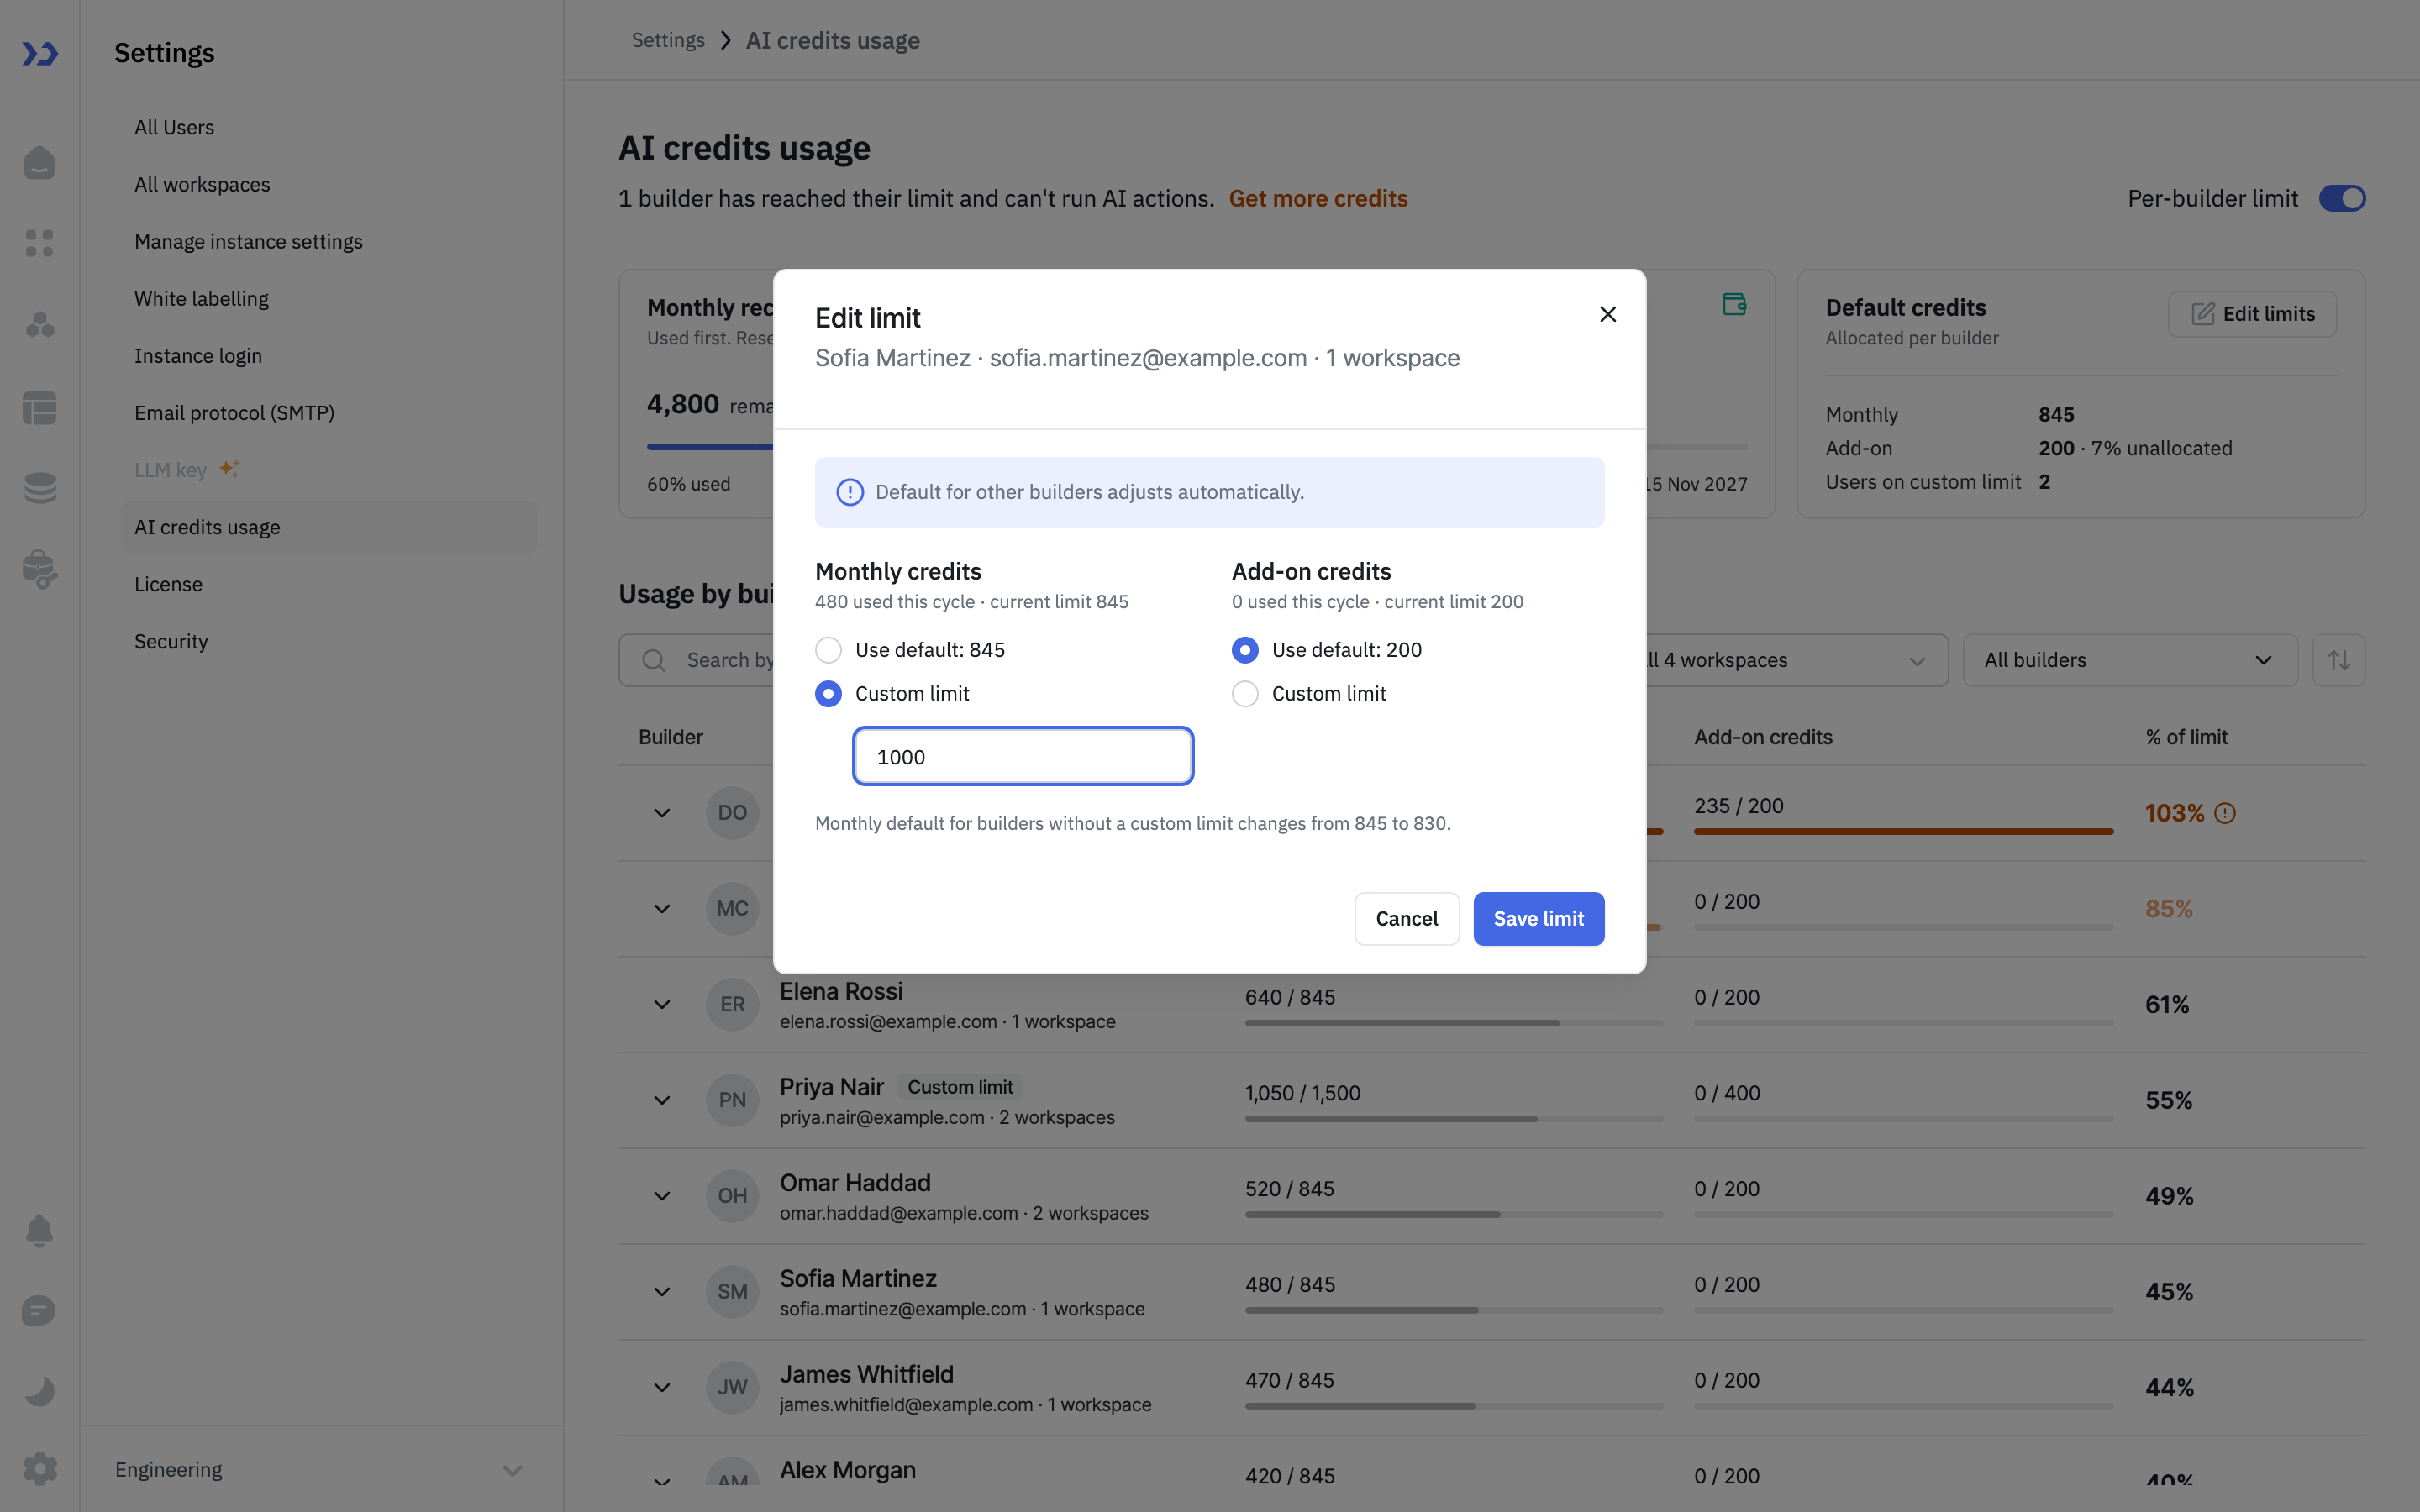 Settings
All Users
All workspaces
Manage instance settings
White labelling
Instance login
Email protocol (SMTP)
LLM key
AI credits usage
License
Security
Engineering
Settings
AI credits usage
AI credits usage
1 builder has reached their limit and can't run AI actions. Get more credits
Per-builder limit
Monthly rec
Used first. Rese
4,800 rema
60% used
15 Nov 2027
Default credits
Allocated per builder
Edit limits
Monthly 845
Add-on 200 · 7% unallocated
Users on custom limit 2
Edit limit
Sofia Martinez · sofia.martinez@example.com · 1 workspace
Default for other builders adjusts automatically.
Monthly credits
480 used this cycle · current limit 845
Use default: 845
Custom limit
1000
Add-on credits
0 used this cycle · current limit 200
Use default: 200
Custom limit
Monthly default for builders without a custom limit changes from 845 to 830.
Cancel
Save limit
Usage by bui
Search by
ll 4 workspaces
All builders
Builder
Add-on credits
% of limit
DO
235 / 200
103%
MC
0 / 200
85%
ER
Elena Rossi
elena.rossi@example.com · 1 workspace
640 / 845
0 / 200
61%
PN
Priya Nair Custom limit
priya.nair@example.com · 2 workspaces
1,050 / 1,500
0 / 400
55%
OH
Omar Haddad
omar.haddad@example.com · 2 workspaces
520 / 845
0 / 200
49%
SM
Sofia Martinez
sofia.martinez@example.com · 1 workspace
480 / 845
0 / 200
45%
JW
James Whitfield
james.whitfield@example.com · 1 workspace
470 / 845
0 / 200
44%
AM
Alex Morgan
420 / 845
0 / 200
40%